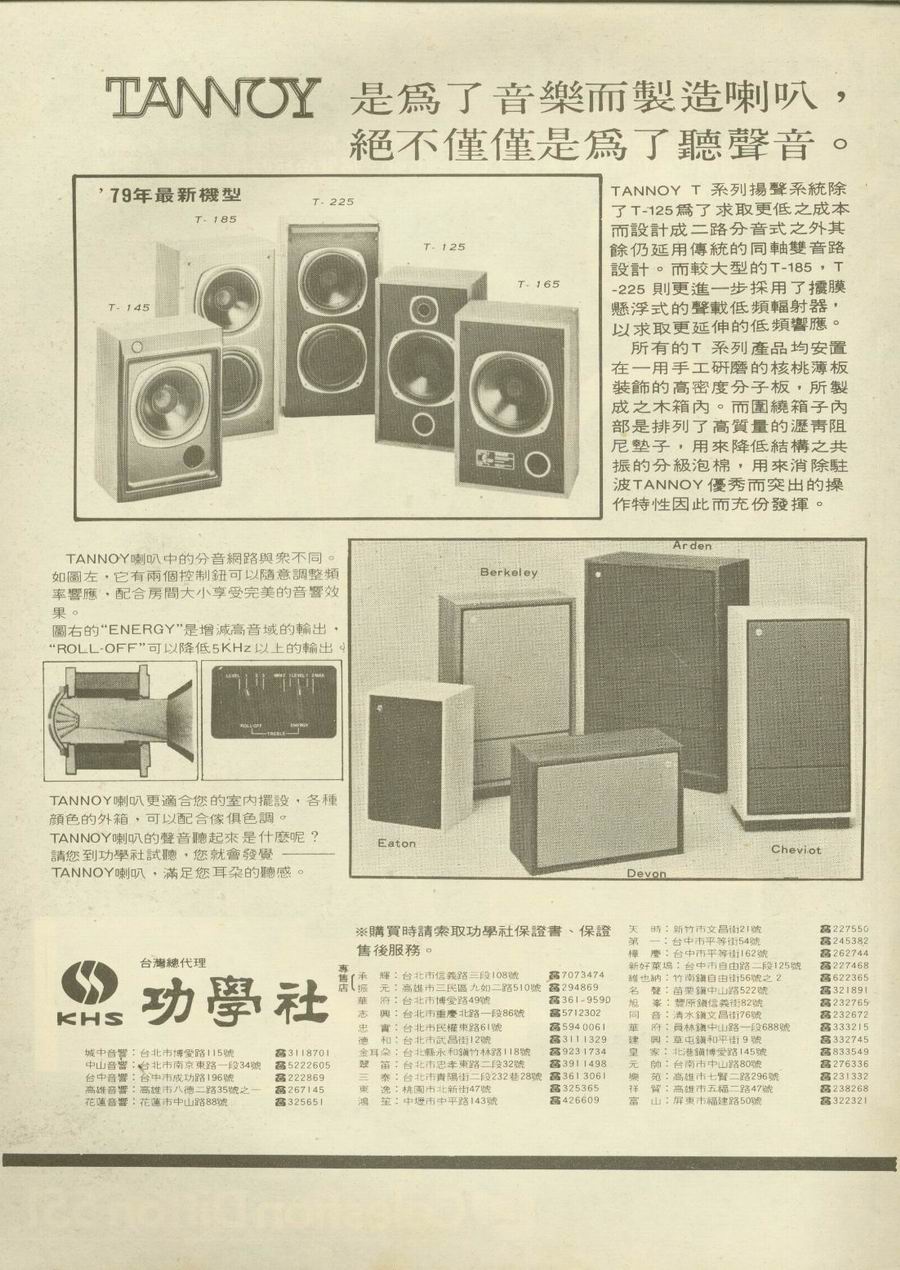 TANNOY 是爲了音樂而製造喇叭，
絕不僅僅是爲了聽聲音。
'79年最新機型
T-145
T-185
T-225
T-125
T-165
TANNOY T 系列揚聲系統除
了T-125爲了求取更低之成本
而設計成二路分音式之外其
餘仍延用傳統的同軸雙音路
設計。而較大型的T-185，T
-225 則更進一步採用了擴膜
懸浮式的聲載低頻輻射器，
以求取更延伸的低頻響應。
所有的T 系列產品均安置
在一用手工研磨的核桃薄板
裝飾的高密度分子板，所製
成之木箱內。而圍繞箱子內
部是排列了高質量的瀝靑阻
尼墊子，用來降低結構之共
振的分級泡棉，用來消除駐
波TANNOY優秀而突出的操
作特性因此而充份發揮。
TANNOY喇叭中的分音網路與衆不同。
如圖左，它有兩個控制鈕可以隨意調整頻
率響應，配合房間大小享受完美的音響效
果。
圖右的“ENERGY”是增減高音域的輸出，
“ROLL-OFF”可以降低5KHz以上的輸出。
LEVEL 1 2 3
MAX 1 LEVEL 1 MAX
ROLL-OFF ENERGY
TREBLE
TANNOY喇叭更適合您的室內擺設，各種
顔色的外箱，可以配合傢俱色調。
TANNOY喇叭的聲音聽起來是什麼呢？
請您到功學社試聽，您就會發覺 ———
TANNOY喇叭，滿足您耳朶的聽感。
Arden
Berkeley
Eaton
Devon
Cheviot
台灣總代理
KHS 功學社
城中音響：台北市博愛路115號 ☎3118701
中山音響：台北市南京東路一段34號 ☎5222605
台中音響：台中市成功路196號 ☎222869
高雄音響：高雄市八德二路35號之一 ☎267145
花蓮音響：花蓮市中山路88號 ☎325651
※購買時請索取功學社保證書、保證
售後服務。
專售店
承 輝：台北市信義路三段108號 ☎7073474
振 元：高雄市三民區九如二路510號 ☎294869
華 府：台北市博愛路49號 ☎361-9590
志 興：台北市重慶北路一段86號 ☎5712302
忠 實：台北市民權東路61號 ☎5940061
德 和：台北市武昌街12號 ☎3111329
金耳朶：台北縣永和鎭竹林路118號 ☎9231734
翠 笛：台北市忠孝東路二段32號 ☎3911498
三 泰：台北市貴陽街二段232巷28號 ☎3613061
東 逸：桃園市北新街47號 ☎325365
鴻 笙：中壢市中平路143號 ☎426609
天 時：新竹市文昌街21號 ☎227550
第 一：台中市平等街54號 ☎245382
樺 慶：台中市平等街162號 ☎262744
新好萊塢：台中市自由路二段125號 ☎227468
維也納：竹南鎭自由街56號之2 ☎622365
名 聲：苗栗鎭中山路522號 ☎321891
旭 峯：豐原鎭信義街82號 ☎232765
同 音：淸水鎭文昌街76號 ☎232672
華 府：員林鎭中山路一段688號 ☎333215
建 興：草屯鎭和平街9號 ☎332745
皇 家：北港鎭博愛路145號 ☎833549
元 帥：台南市中山路80號 ☎276336
樂 苑：高雄市七賢二路296號 ☎231332
祥 賀：高雄市五福二路47號 ☎238268
富 山：屏東市福建路50號 ☎322321